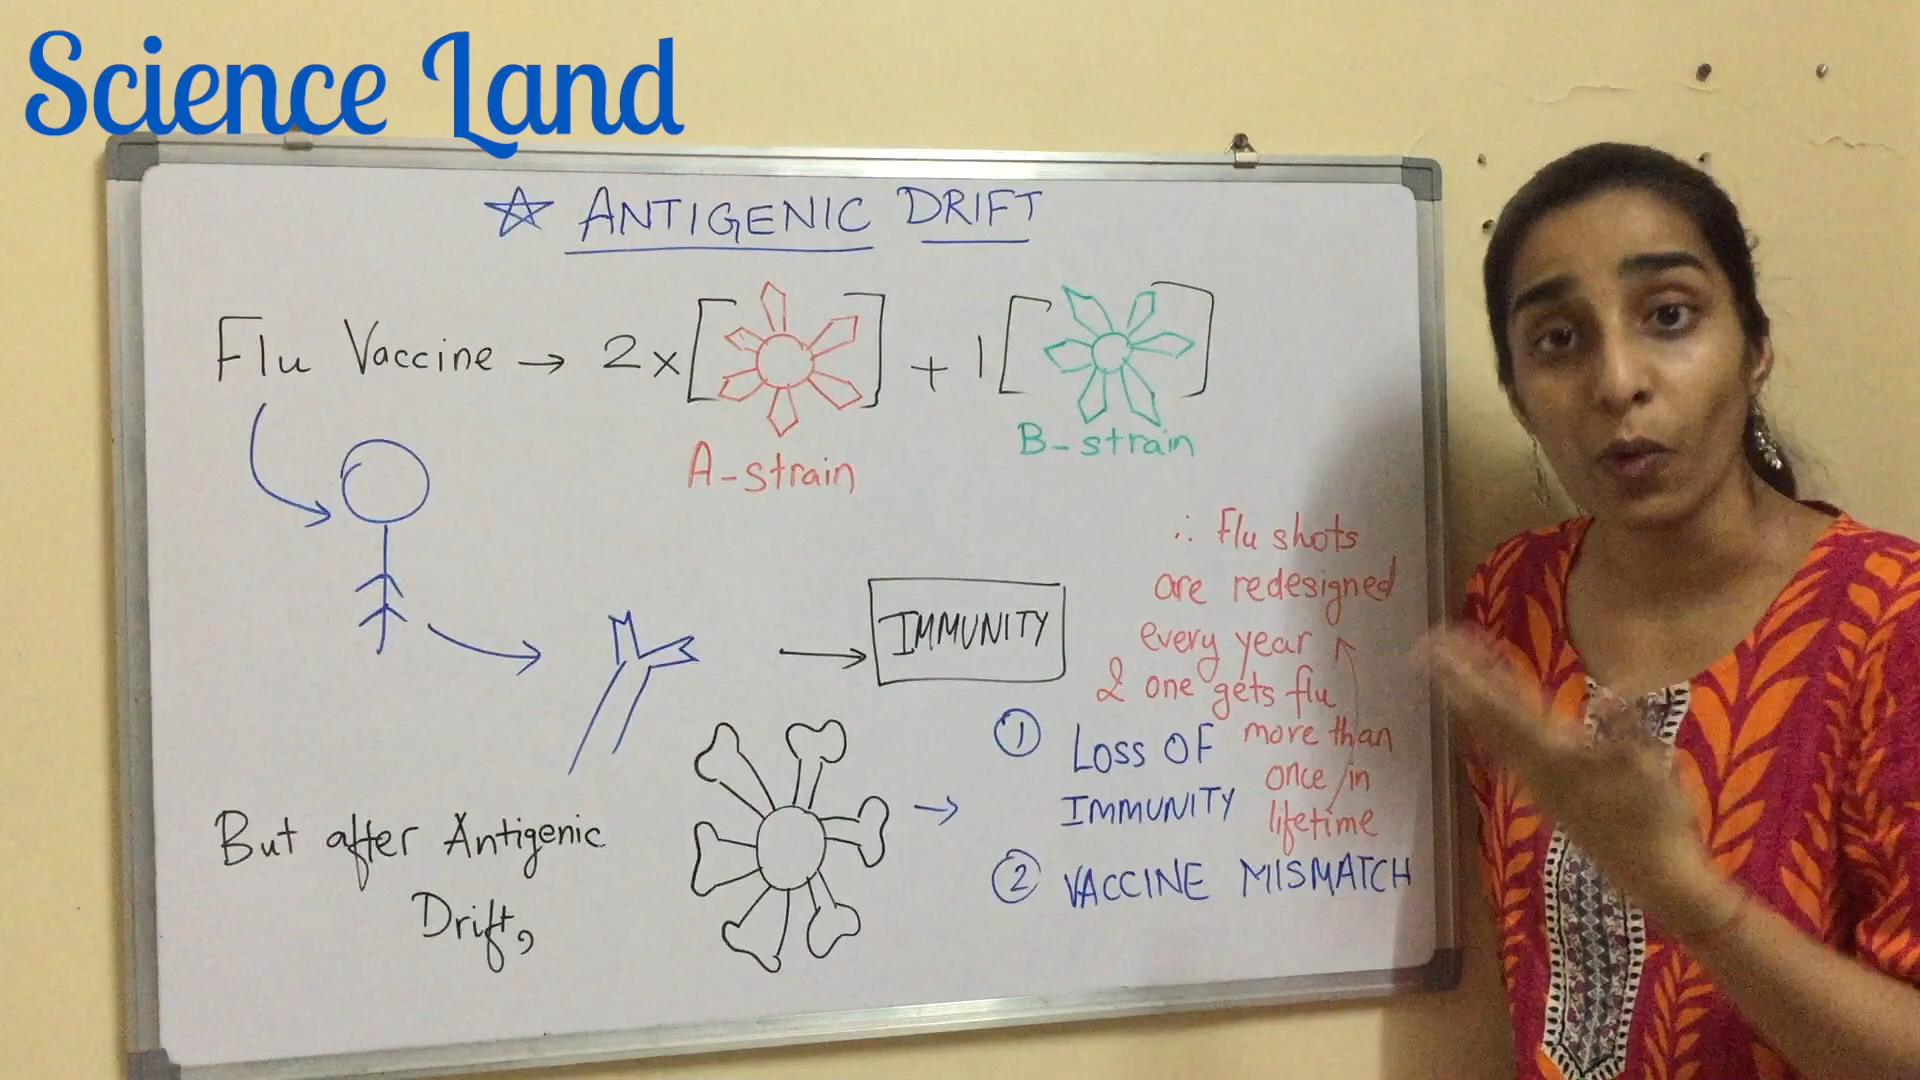 Science Land
☆ ANTIGENIC DRIFT
Flu Vaccine → 2 x [ ] + 1 [ ]
A-strain
B-strain
IMMUNITY
∴ Flu shots
are redesigned
every year
& one gets flu
more than
once in
lifetime
But after Antigenic
Drift,
① LOSS OF
IMMUNITY
② VACCINE MISMATCH